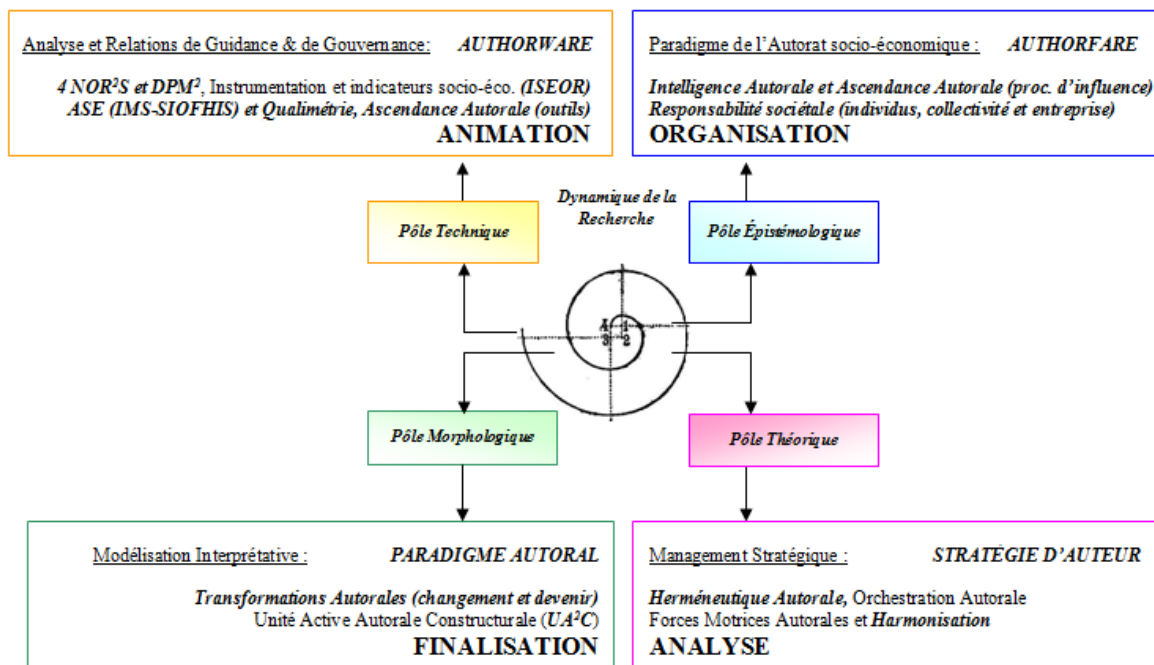 Analyse et Relations de Guidance & de Gouvernance: AUTHORWARE
4 NOR²S et DPM², Instrumentation et indicateurs socio-éco. (ISEOR)
ASE (IMS-SIOFHIS) et Qualimétrie, Ascendance Autorale (outils)
ANIMATION
Paradigme de l'Autorat socio-économique : AUTHORFARE
Intelligence Autorale et Ascendance Autorale (proc. d'influence)
Responsabilité sociétale (individus, collectivité et entreprise)
ORGANISATION
Dynamique de la
Recherche
Pôle Technique
Pôle Épistémologique
4 1
3 2
Pôle Morphologique
Pôle Théorique
Modélisation Interprétative : PARADIGME AUTORAL
Transformations Autorales (changement et devenir)
Unité Active Autorale Constructurale (UA²C)
FINALISATION
Management Stratégique : STRATÉGIE D'AUTEUR
Herméneutique Autorale, Orchestration Autorale
Forces Motrices Autorales et Harmonisation
ANALYSE